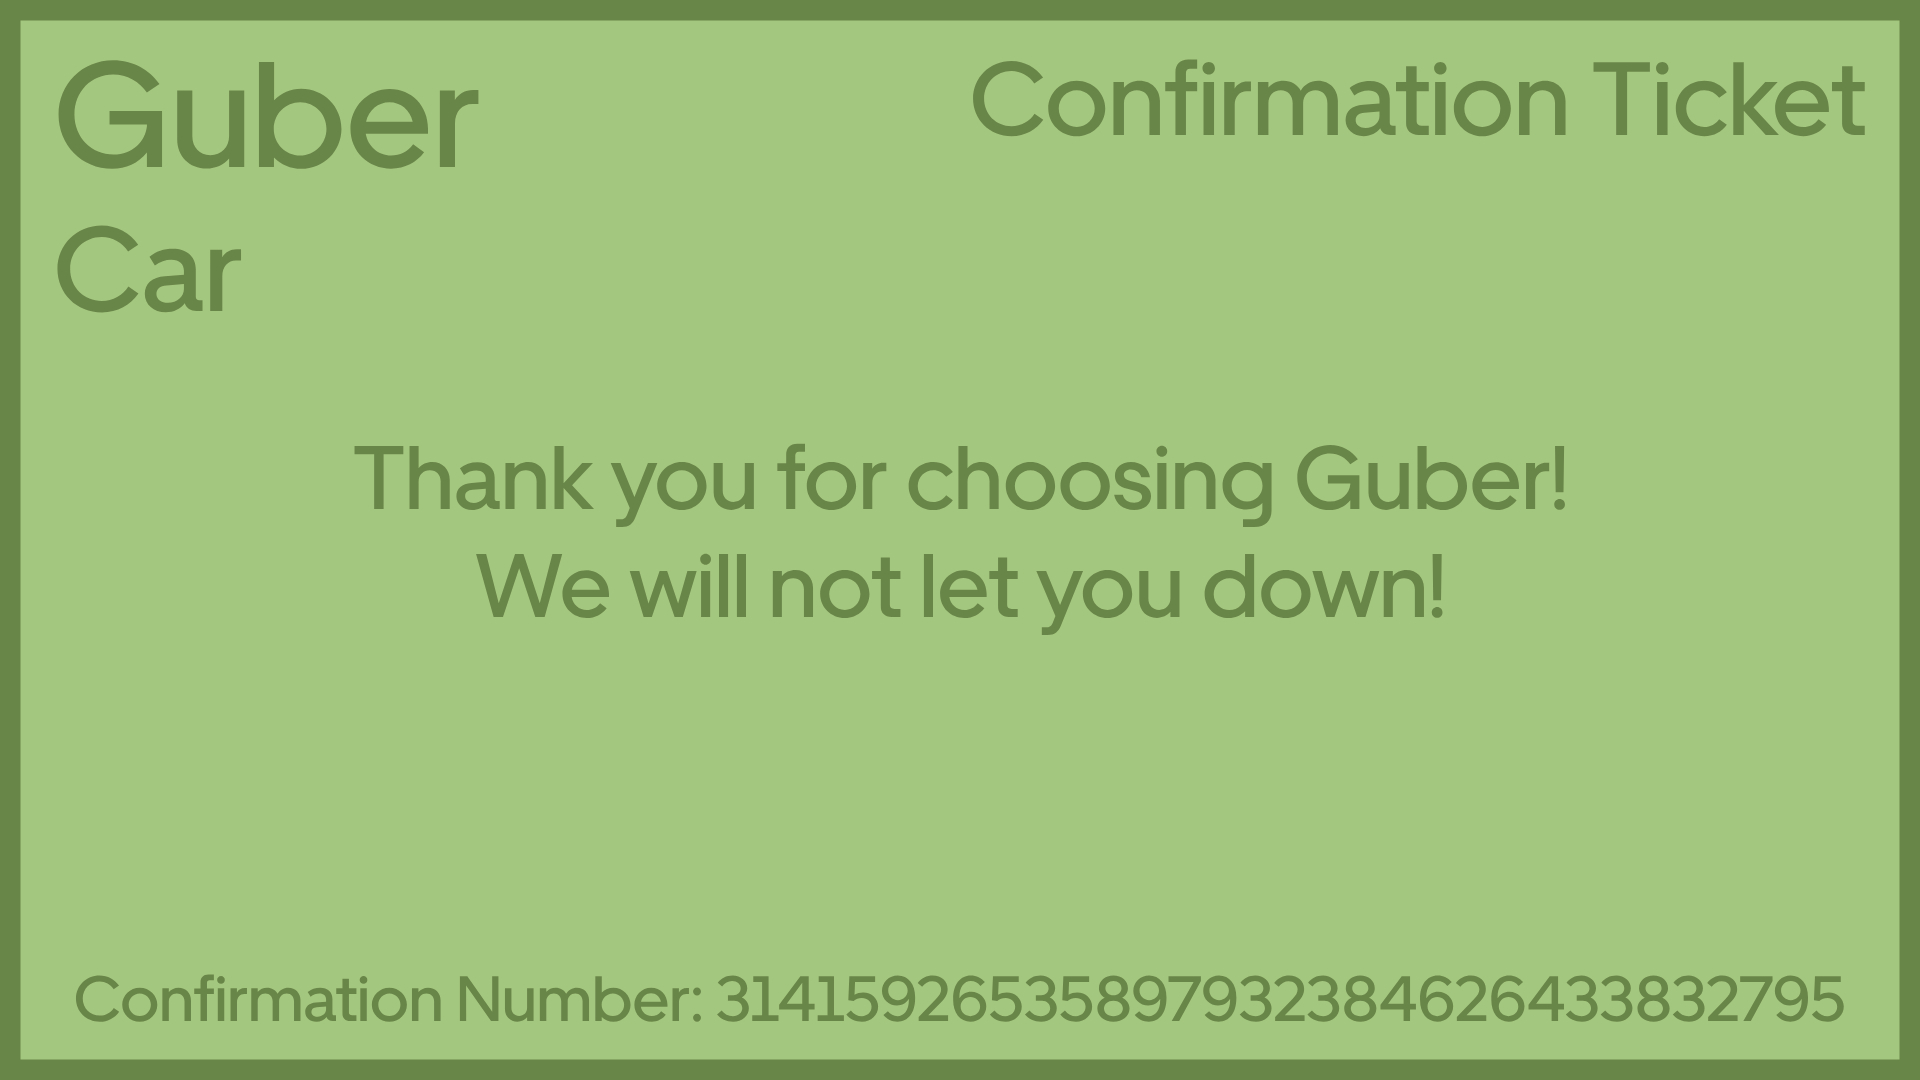 Guber
Confirmation Ticket
Car
Thank you for choosing Guber!
We will not let you down!
Confirmation Number: 31415926535897932384626433832795